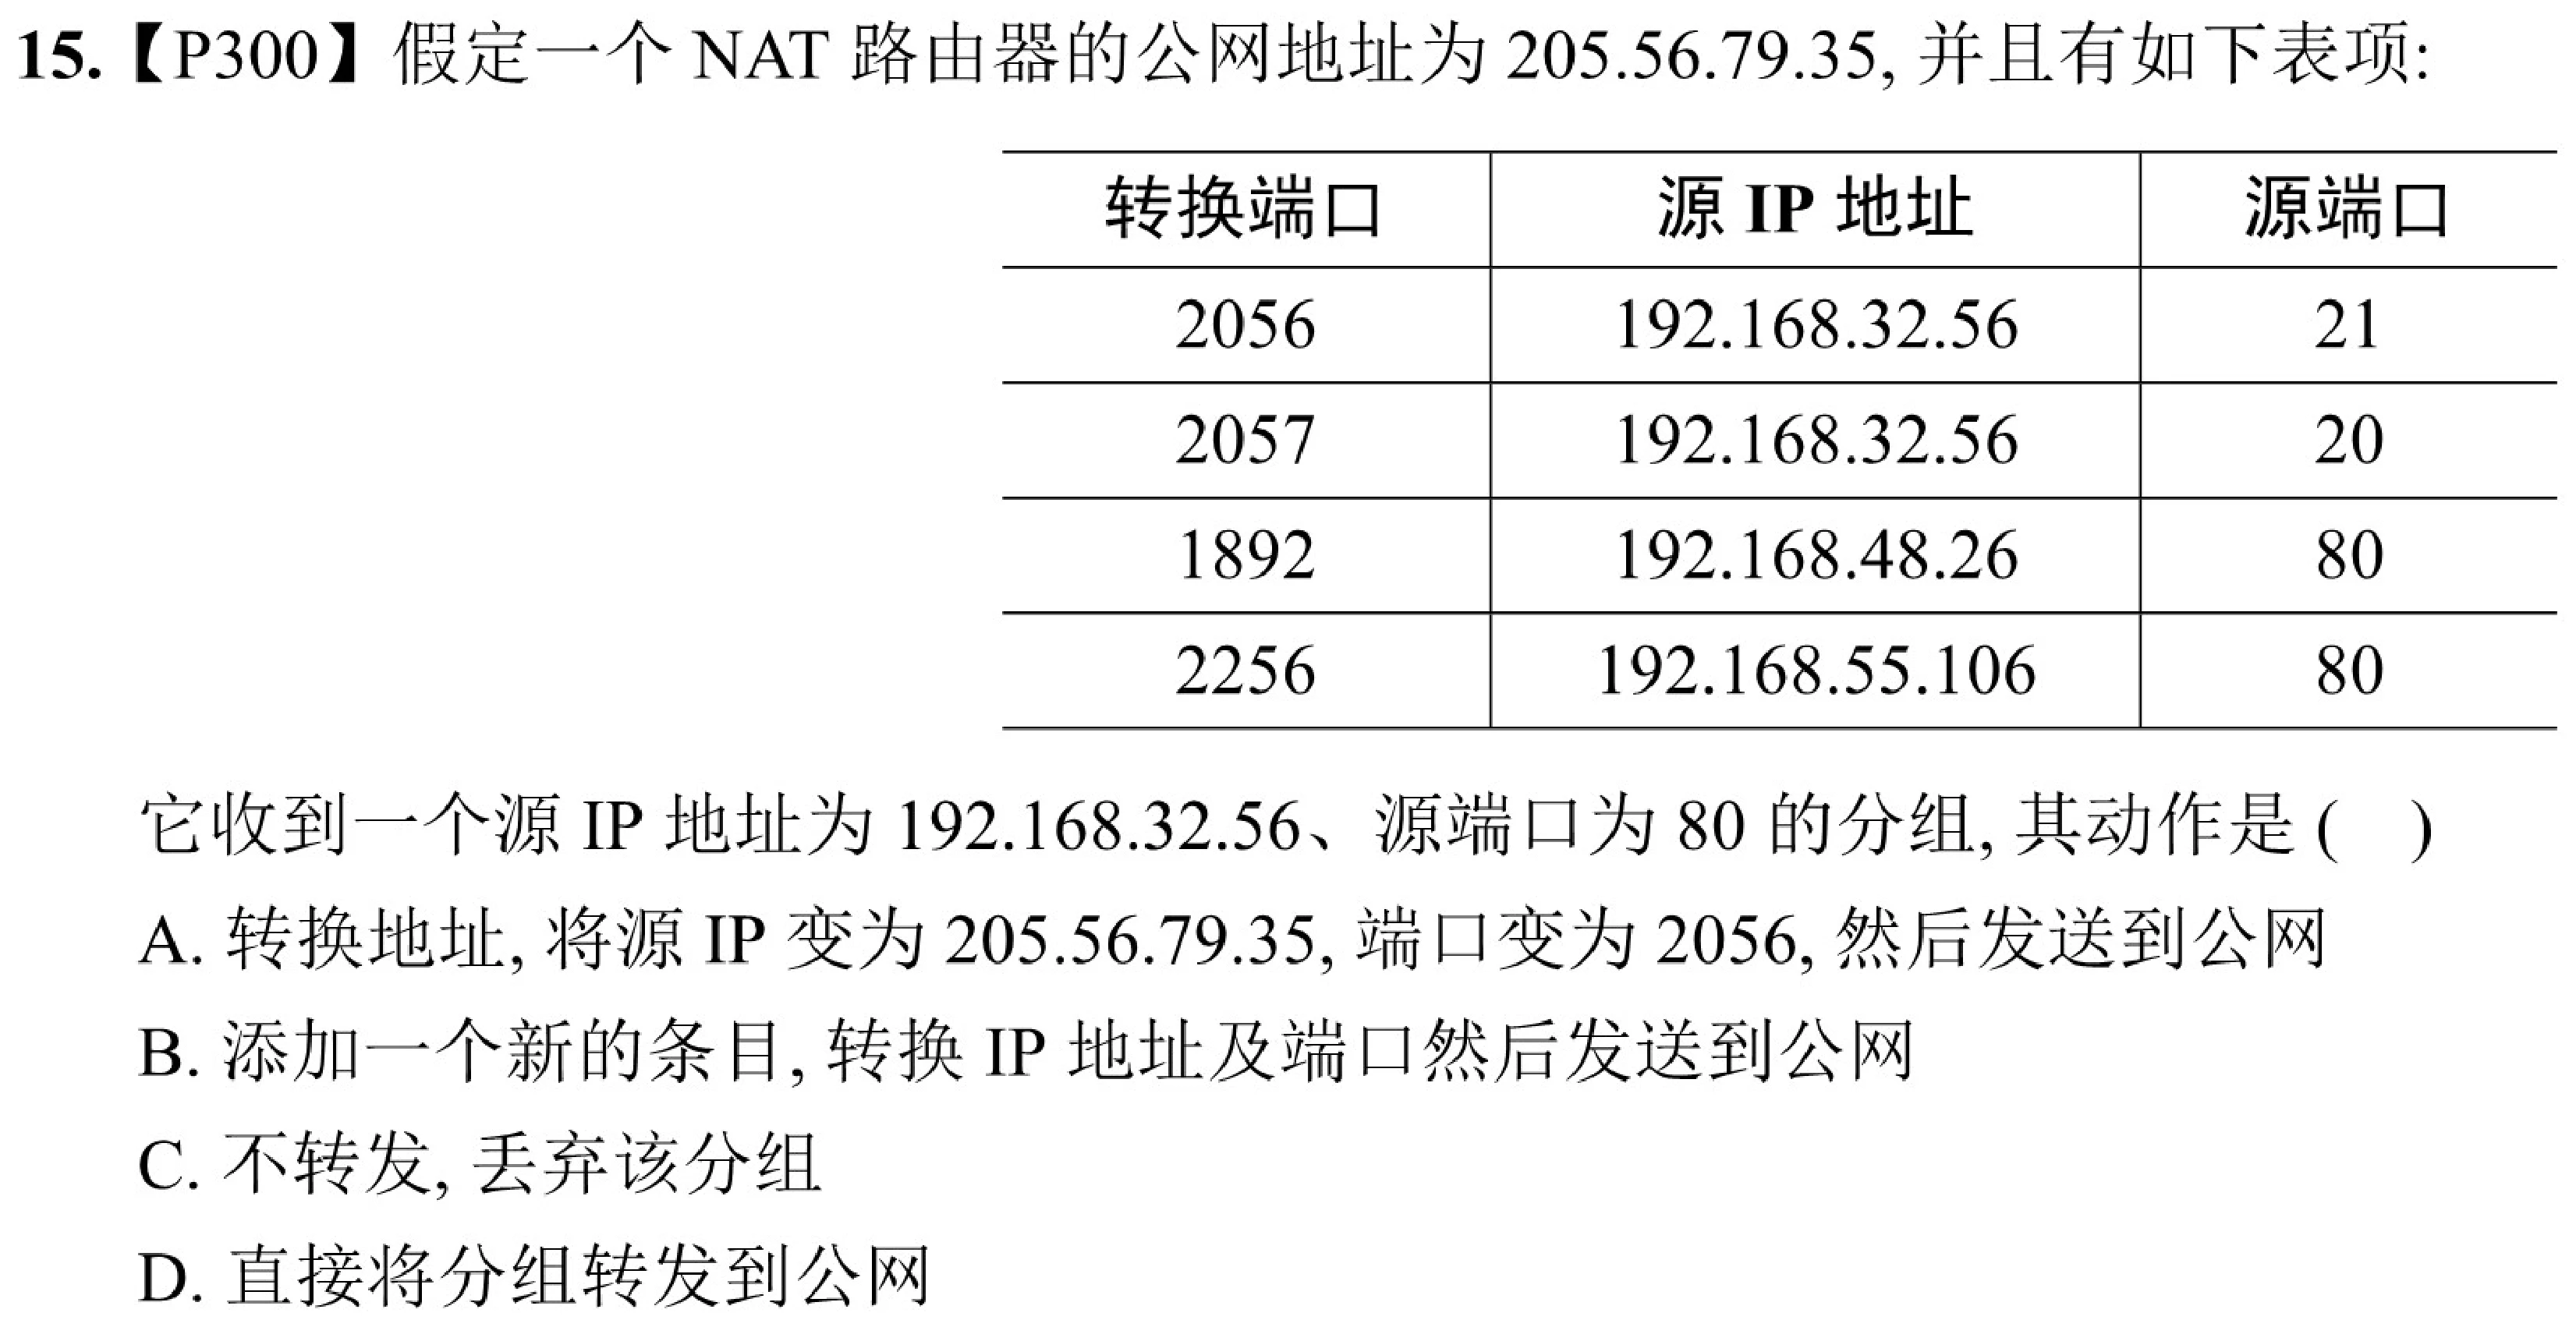 15.【P300】假定一个 NAT 路由器的公网地址为 205.56.79.35, 并且有如下表项:
转换端口 源 IP 地址 源端口
2056 192.168.32.56 21
2057 192.168.32.56 20
1892 192.168.48.26 80
2256 192.168.55.106 80
它收到一个源 IP 地址为 192.168.32.56、源端口为 80 的分组, 其动作是 ( )
A. 转换地址, 将源 IP 变为 205.56.79.35, 端口变为 2056, 然后发送到公网
B. 添加一个新的条目, 转换 IP 地址及端口然后发送到公网
C. 不转发, 丢弃该分组
D. 直接将分组转发到公网